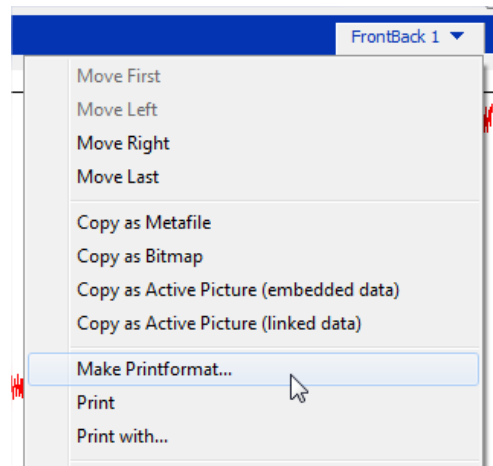 FrontBack 1
Move First
Move Left
Move Right
Move Last
Copy as Metafile
Copy as Bitmap
Copy as Active Picture (embedded data)
Copy as Active Picture (linked data)
Make Printformat...
Print
Print with...